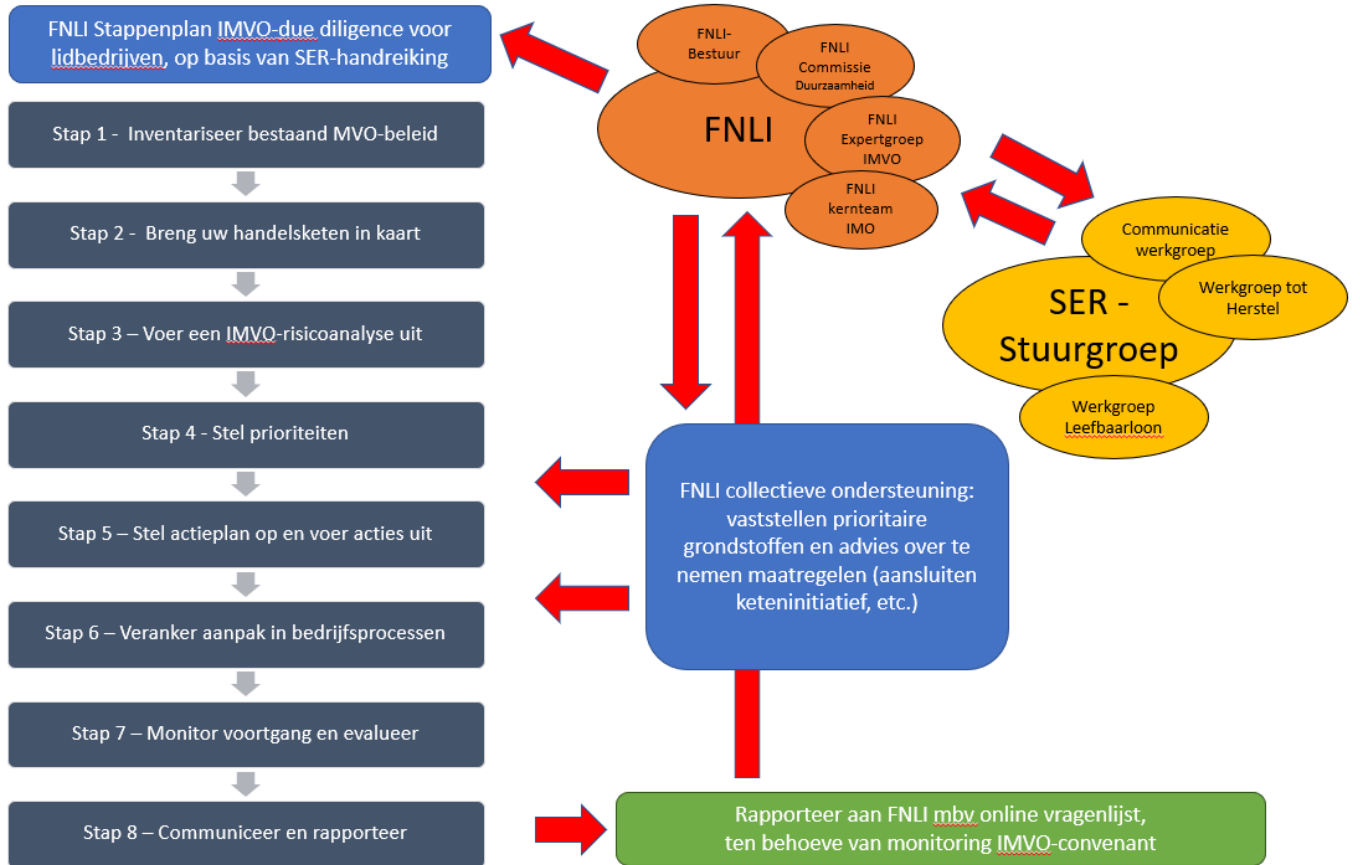 FNLI Stappenplan IMVO-due diligence voor
lidbedrijven, op basis van SER-handreiking
Stap 1 - Inventariseer bestaand MVO-beleid
Stap 2 - Breng uw handelsketen in kaart
Stap 3 – Voer een IMVO-risicoanalyse uit
Stap 4 - Stel prioriteiten
Stap 5 – Stel actieplan op en voer acties uit
Stap 6 – Veranker aanpak in bedrijfsprocessen
Stap 7 – Monitor voortgang en evalueer
Stap 8 – Communiceer en rapporteer
FNLI-
Bestuur
FNLI
Commissie
Duurzaamheid
FNLI
FNLI
Expertgroep
IMVO
FNLI
kernteam
IMO
Communicatie
werkgroep
Werkgroep tot
Herstel
SER -
Stuurgroep
Werkgroep
Leefbaarloon
FNLI collectieve ondersteuning:
vaststellen prioritaire
grondstoffen en advies over te
nemen maatregelen (aansluiten
keteninitiatief, etc.)
Rapporteer aan FNLI mbv online vragenlijst,
ten behoeve van monitoring IMVO-convenant